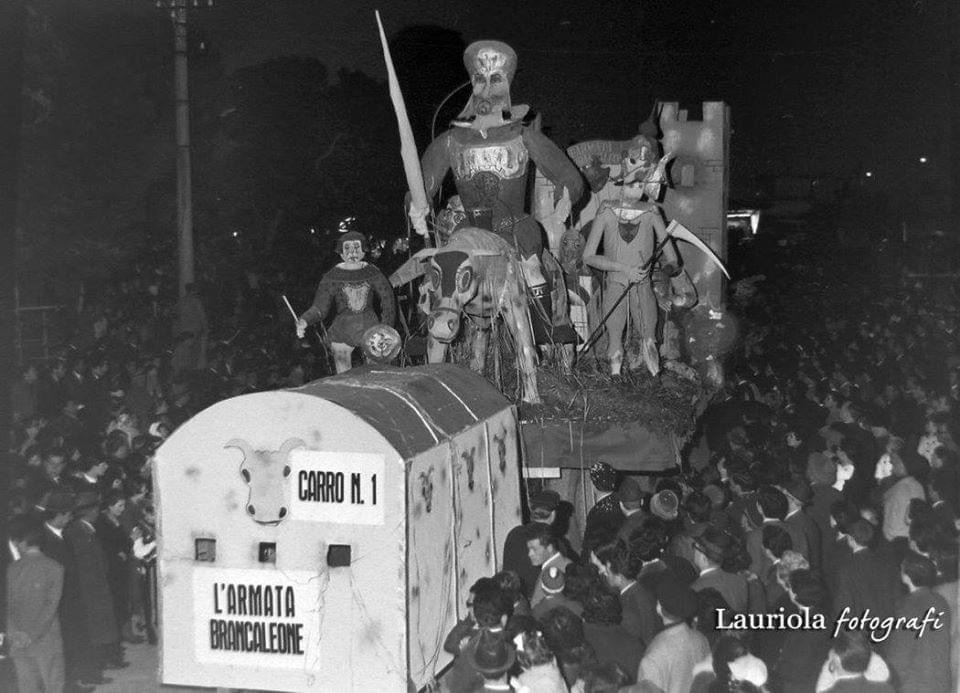 CARRO N. 1
L'ARMATA
BRANCALEONE
Lauriola fotografi